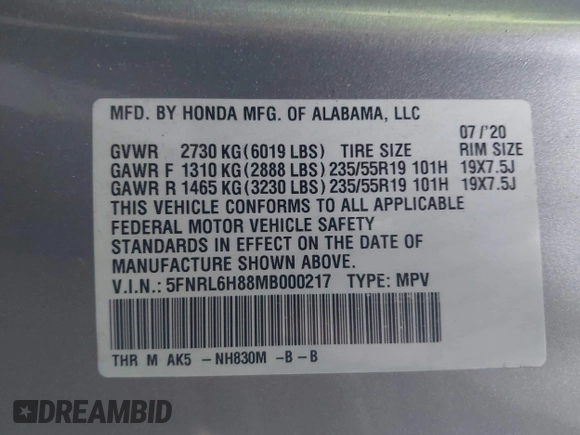 MFD. BY HONDA MFG. OF ALABAMA, LLC
07 /'20
GVWR 2730 KG(6019 LBS) TIRE SIZE RIM SIZE
GAWR F 1310 KG(2888 LBS)235/55R19 101H 19X7.5J
GAWR R 1465 KG(3230 LBS)235/55R19 101H 19X7.5J
THIS VEHICLE CONFORMS TO ALL APPLICABLE
FEDERAL MOTOR VEHICLE SAFETY
STANDARDS IN EFFECT ON THE DATE OF
MANUFACTURE SHOWN ABOVE.
V.I.N.: 5FNRL6H88MB000217 TYPE: MPV
THR M AK5 -NH830M -B -B
DREAMBID